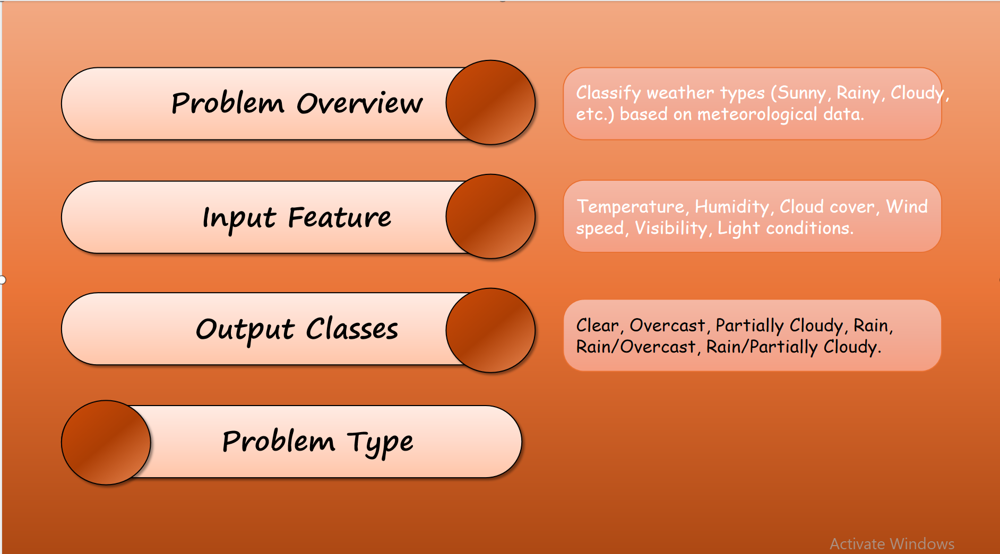 Problem Overview
Classify weather types (Sunny, Rainy, Cloudy,
etc.) based on meteorological data.
Input Feature
Temperature, Humidity, Cloud cover, Wind
speed, Visibility, Light conditions.
Output Classes
Clear, Overcast, Partially Cloudy, Rain,
Rain/Overcast, Rain/Partially Cloudy.
Problem Type
Activate Windows